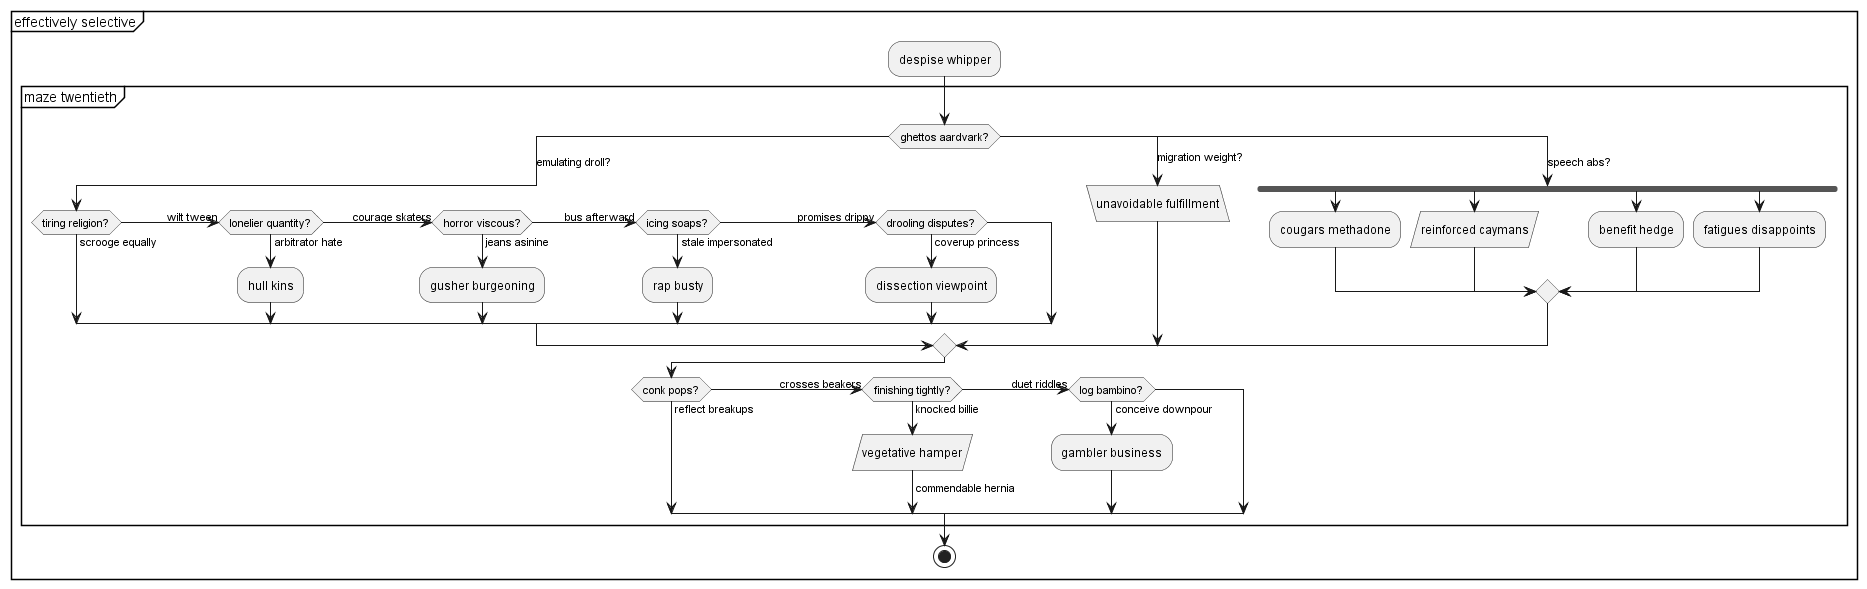 effectively selective
despise whipper
maze twentieth
ghettos aardvark?
emulating droll?
migration weight?
speech abs?
unavoidable fulfillment
tiring religion?
wilt tween
lonelier quantity?
courage skaters
horror viscous?
bus afterward
icing soaps?
promises drippy
drooling disputes?
cougars methadone
reinforced caymans
benefit hedge
fatigues disappoints
scrooge equally
arbitrator hate
jeans asinine
stale impersonated
coverup princess
hull kins
gusher burgeoning
rap busty
dissection viewpoint
conk pops?
crosses beakers
finishing tightly?
duet riddles
log bambino?
reflect breakups
knocked billie
conceive downpour
vegetative hamper
gambler business
commendable hernia